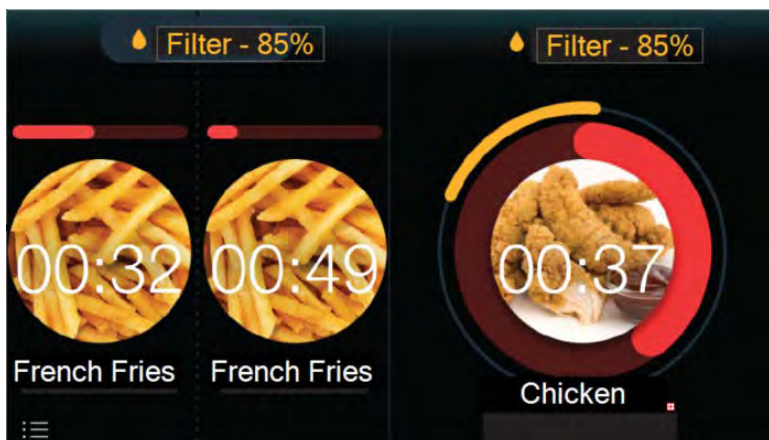 Filter - 85%
Filter - 85%
00:32
00:49
00:37
French Fries
French Fries
Chicken